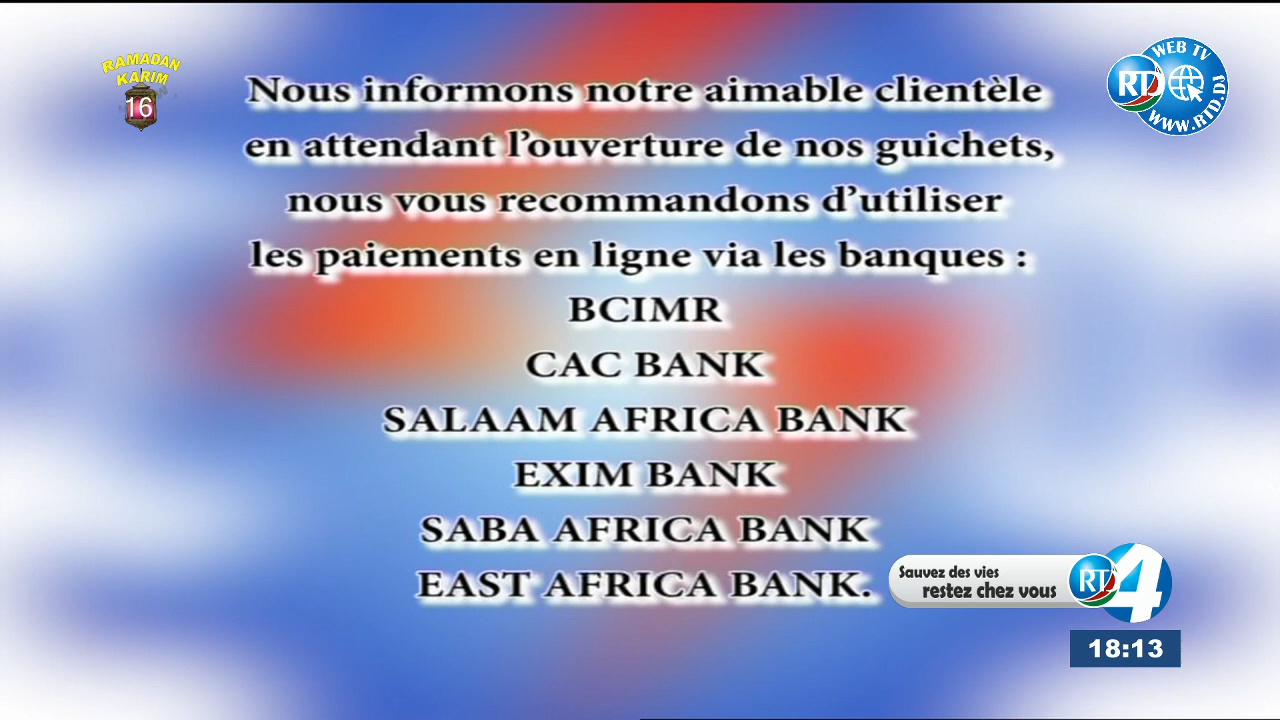 RAMADAN
KARIM
16
WEB TV
RTD
WWW.RTD.DJ
Nous informons notre aimable clientèle
en attendant l'ouverture de nos guichets,
nous vous recommandons d'utiliser
les paiements en ligne via les banques :
BCIMR
CAC BANK
SALAAM AFRICA BANK
EXIM BANK
SABA AFRICA BANK
EAST AFRICA BANK.
Sauvez des vies
restez chez vous
RTD 4
18:13